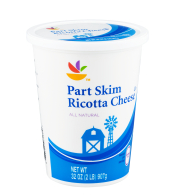 Part Skim
Ricotta Cheese
ALL NATURAL
NET WT
32 OZ (2 LB) 907g